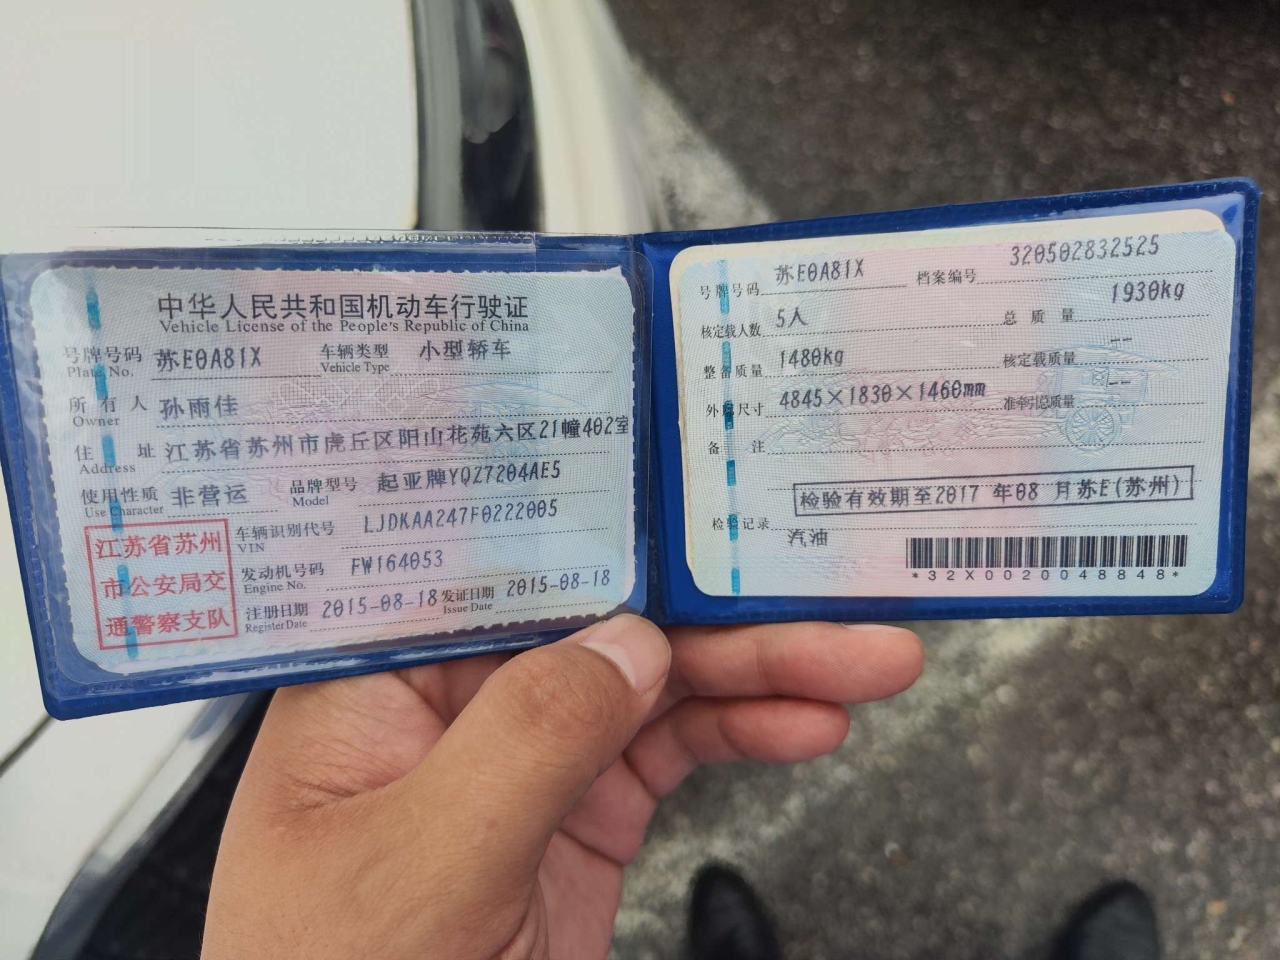 中华人民共和国机动车行驶证
Vehicle License of the People's Republic of China
号牌号码 苏E0A81X 车辆类型 小型轿车
Plate No. Vehicle Type
所有人 孙雨佳
Owner
住址 江苏省苏州市虎丘区阳山花苑六区21幢402室
Address
使用性质 非营运 品牌型号 起亚牌YQZ7204AE5
Use Character Model
江苏省苏州
市公安局交
通警察支队
车辆识别代号 LJDKAA247F0222005
VIN
发动机号码 FW164053
Engine No.
注册日期 2015-08-18 发证日期 2015-08-18
Register Date Issue Date
号牌号码 苏E0A81X 档案编号 320502832525
核定载人数 5人 总质量 1930kg
整备质量 1480kg 核定载质量 --
外廓尺寸 4845×1830×1460mm 准牵引总质量 --
备注
检验有效期至2017 年08 月苏E(苏州)
检验记录
汽油
*32X0020048848*